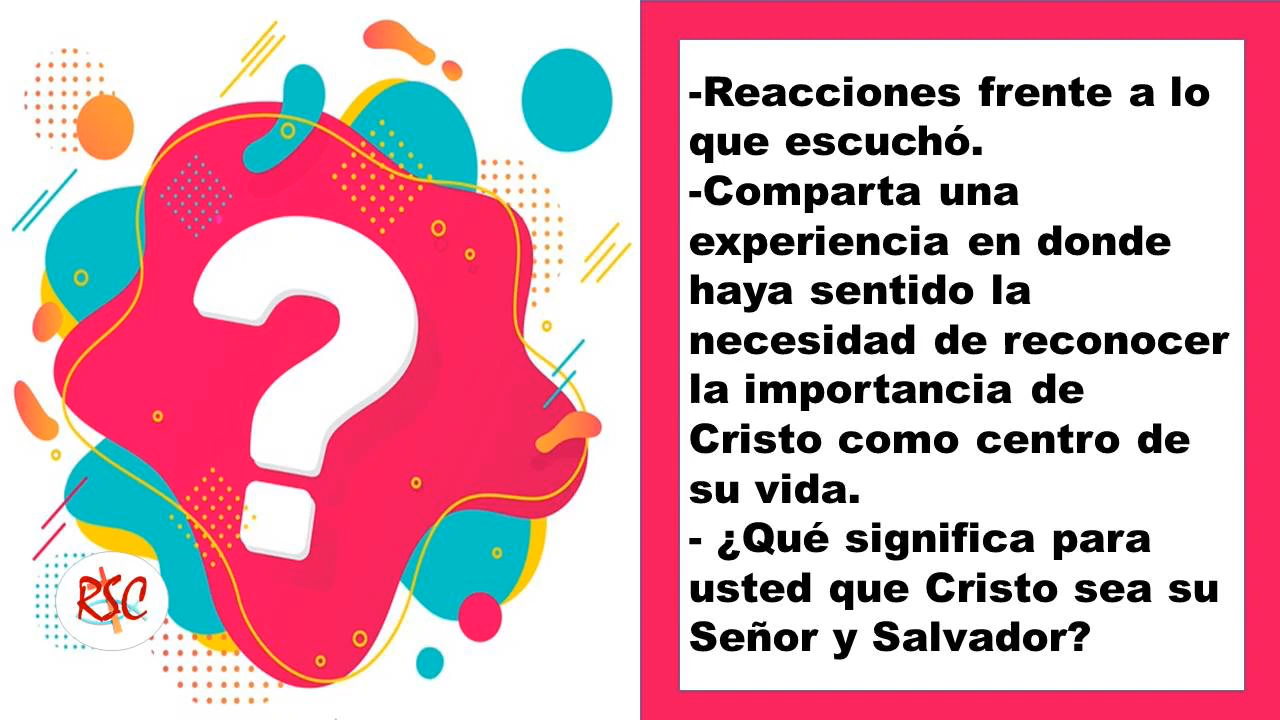 -Reacciones frente a lo
que escuchó.
-Comparta una
experiencia en donde
haya sentido la
necesidad de reconocer
la importancia de
Cristo como centro de
su vida.
- ¿Qué significa para
usted que Cristo sea su
Señor y Salvador?
?
RSC